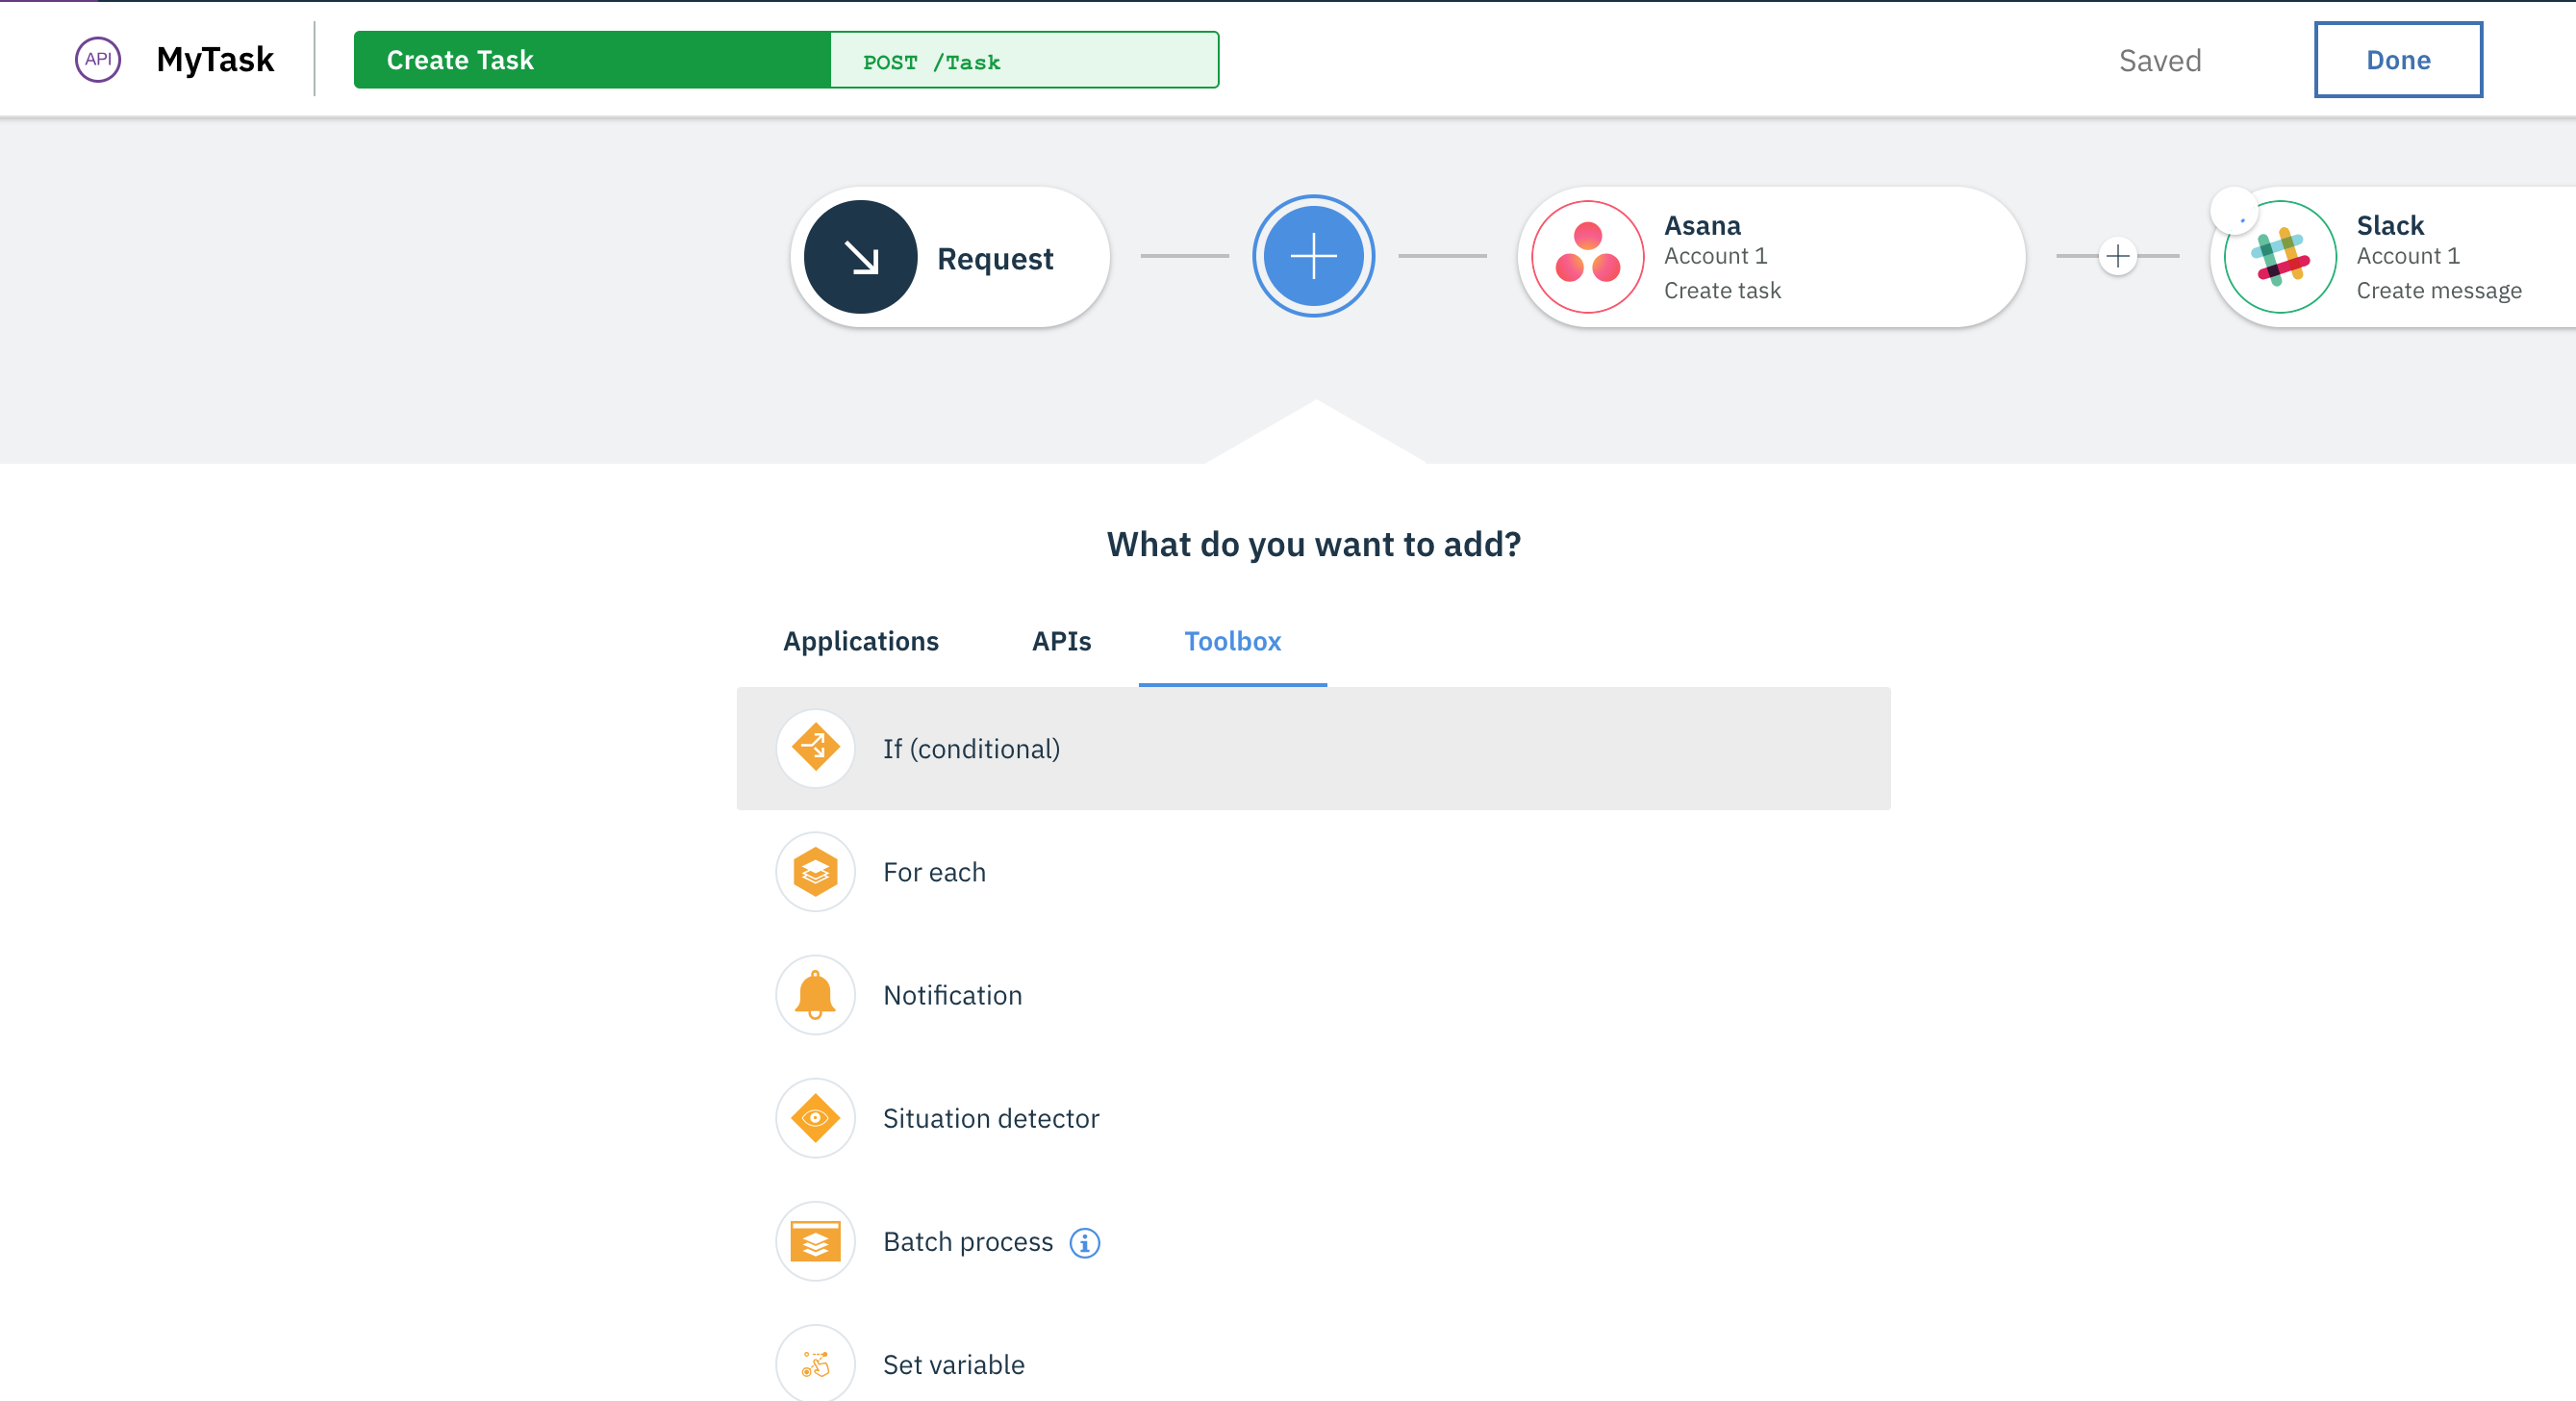 API MyTask Create Task POST /Task Saved Done
Request
Asana
Account 1
Create task
Slack
Account 1
Create message
What do you want to add?
Applications APIs Toolbox
If (conditional)
For each
Notification
Situation detector
Batch process i
Set variable